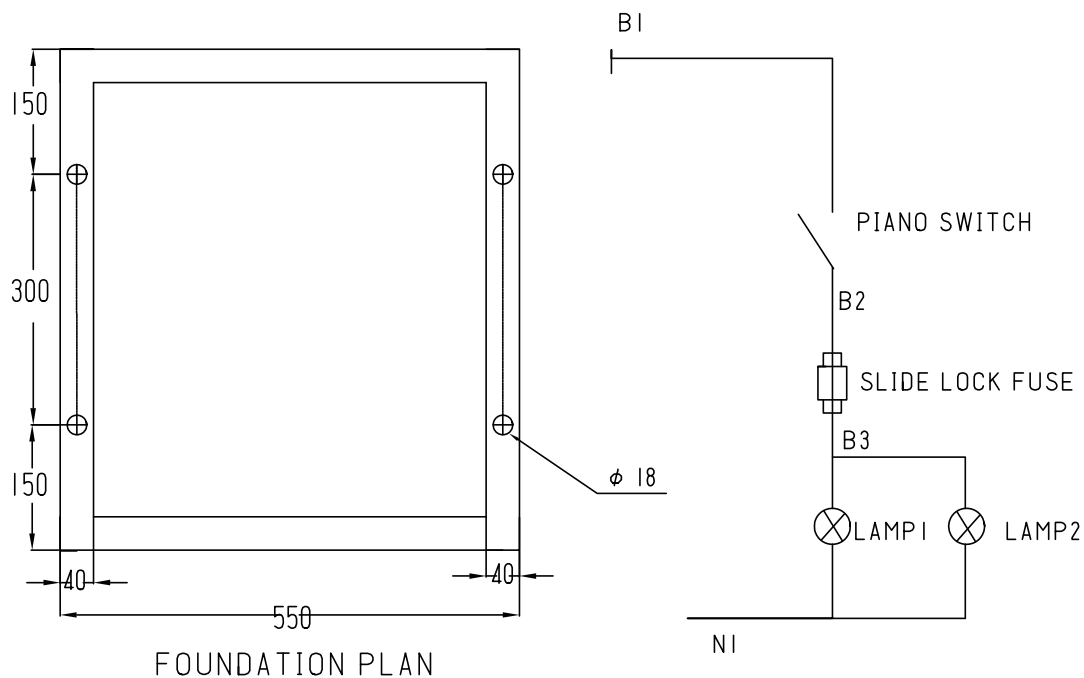 150
300
150
40
40
550
φ 18
FOUNDATION PLAN
B1
PIANO SWITCH
B2
SLIDE LOCK FUSE
B3
LAMP1
LAMP2
N1